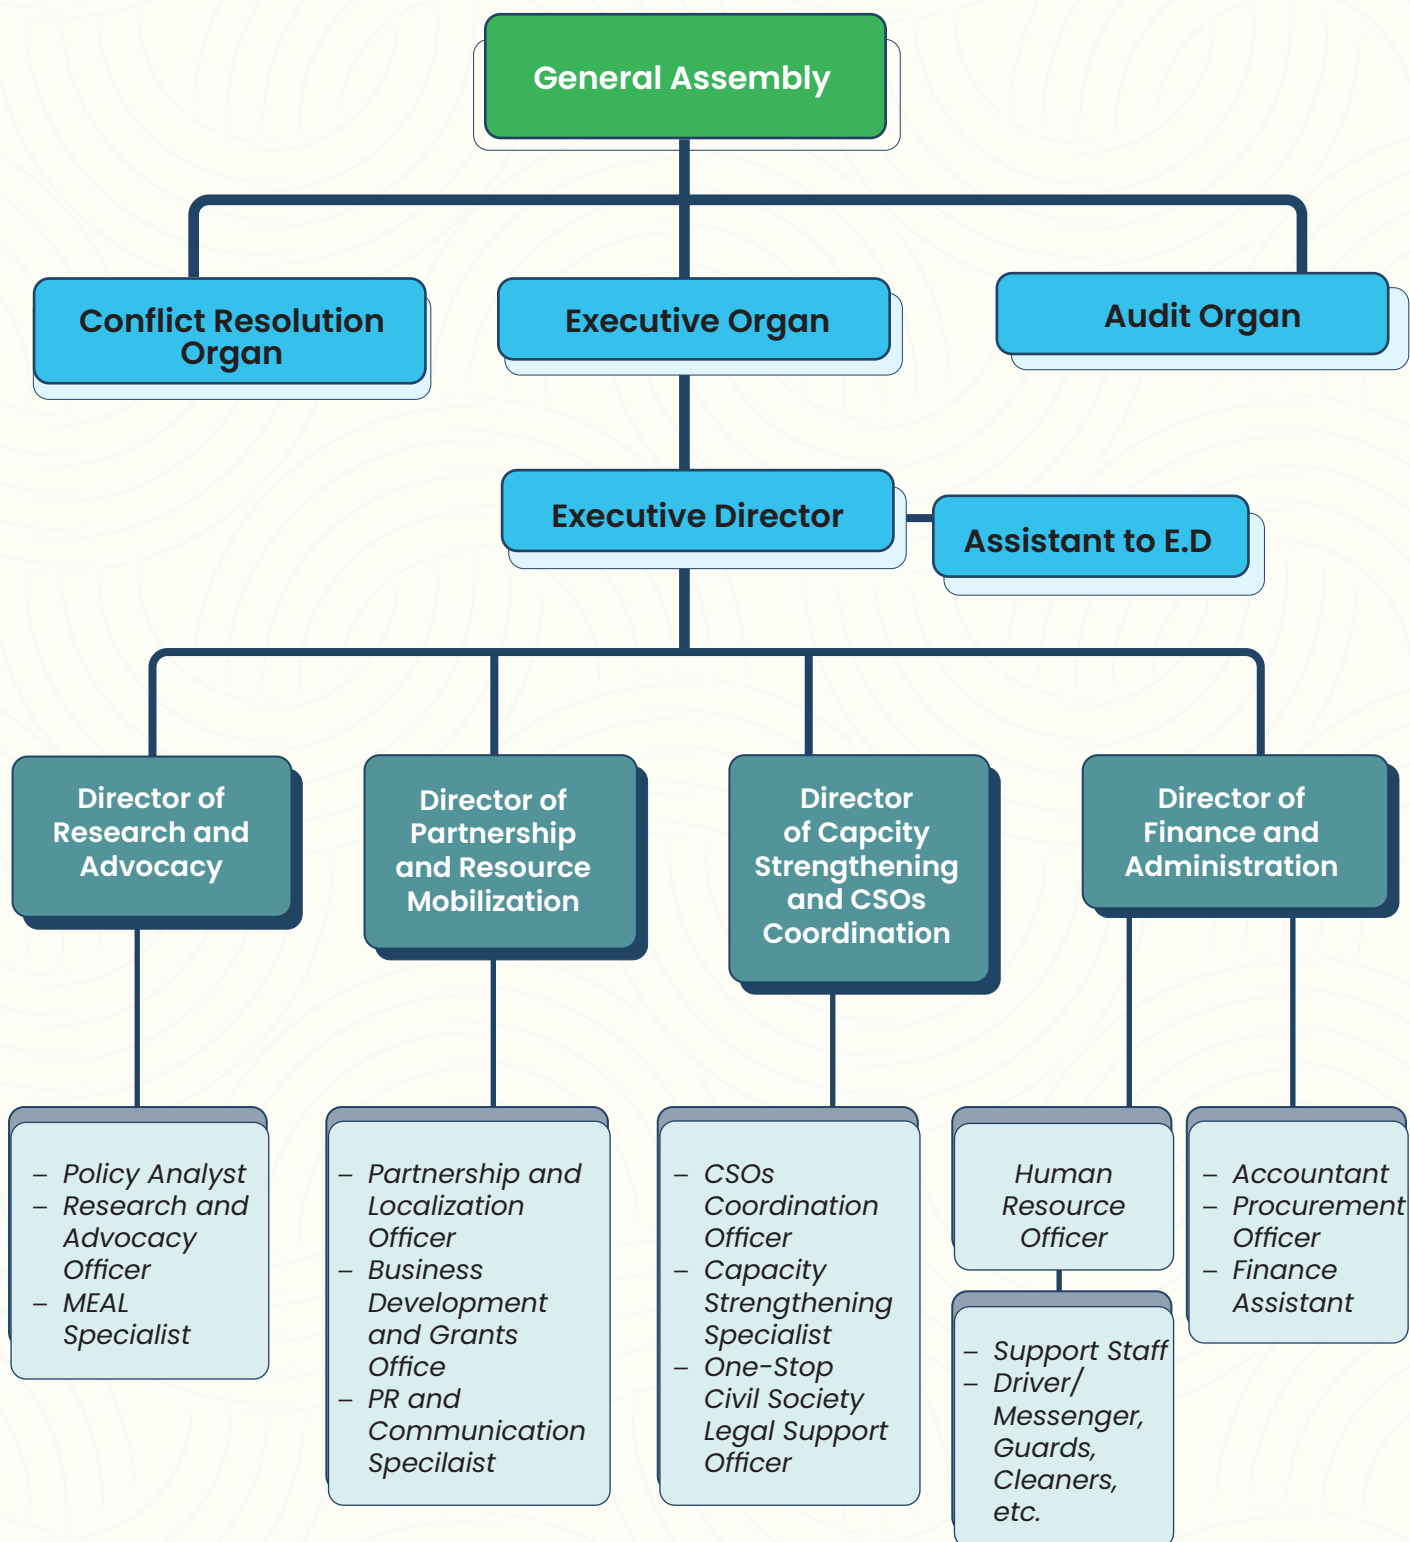 General Assembly
Conflict Resolution
Organ
Executive Organ
Audit Organ
Executive Director
Assistant to E.D
Director of
Research and
Advocacy
Director of
Partnership
and Resource
Mobilization
Director
of Capcity
Strengthening
and CSOs
Coordination
Director of
Finance and
Administration
– Policy Analyst
– Research and
Advocacy
Officer
– MEAL
Specialist
– Partnership and
Localization
Officer
– Business
Development
and Grants
Office
– PR and
Communication
Specilaist
– CSOs
Coordination
Officer
– Capacity
Strengthening
Specialist
– One-Stop
Civil Society
Legal Support
Officer
Human
Resource
Officer
– Support Staff
– Driver/
Messenger,
Guards,
Cleaners,
etc.
– Accountant
– Procurement
Officer
– Finance
Assistant